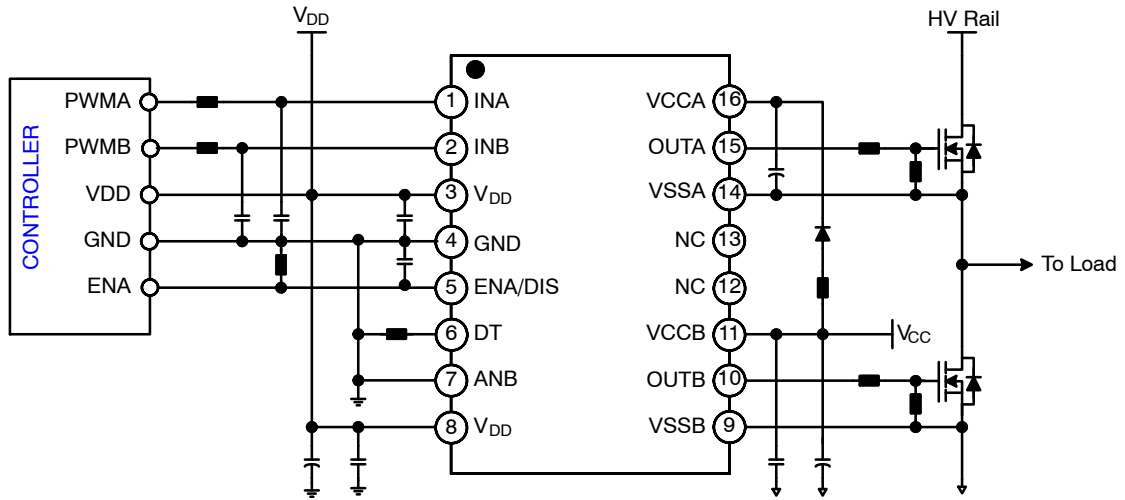 VDD
HV Rail
CONTROLLER
PWMA
PWMB
VDD
GND
ENA
1 INA
2 INB
3 VDD
4 GND
5 ENA/DIS
6 DT
7 ANB
8 VDD
VCCA 16
OUTA 15
VSSA 14
NC 13
NC 12
VCCB 11
OUTB 10
VSSB 9
To Load
VCC